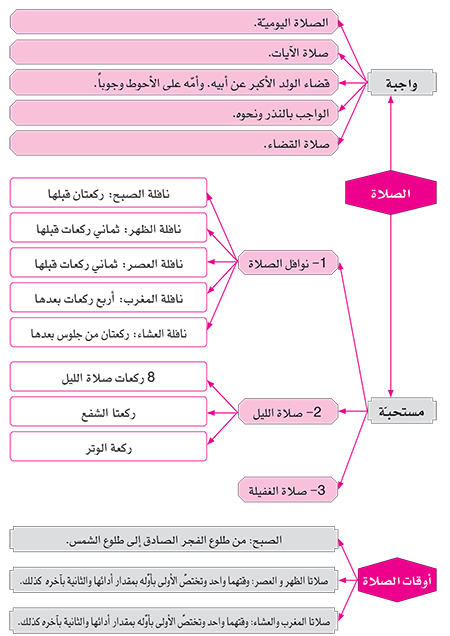 الصلاة
واجبة
الصلاة اليوميّة.
صلاة الآيات.
قضاء الولد الأكبر عن أبيه. وأمّه على الأحوط وجوباً.
الواجب بالنذر ونحوه.
صلاة القضاء.
مستحبّة
1- نوافل الصلاة
نافلة الصبح: ركعتان قبلها
نافلة الظهر: ثماني ركعات قبلها
نافلة العصر: ثماني ركعات قبلها
نافلة المغرب: أربع ركعات بعدها
نافلة العشاء: ركعتان من جلوس بعدها
2- صلاة الليل
8 ركعات صلاة الليل
ركعتا الشفع
ركعة الوتر
3- صلاة الغفيلة
أوقات الصلاة
الصبح: من طلوع الفجر الصادق إلى طلوع الشمس.
صلاتا الظهر و العصر: وقتهما واحد وتختصّ الأولى بأوّله بمقدار أدائها والثانية بآخره كذلك.
صلاتا المغرب والعشاء: وقتهما واحد وتختصّ الأولى بأوّله بمقدار أدائها والثانية بآخره كذلك.